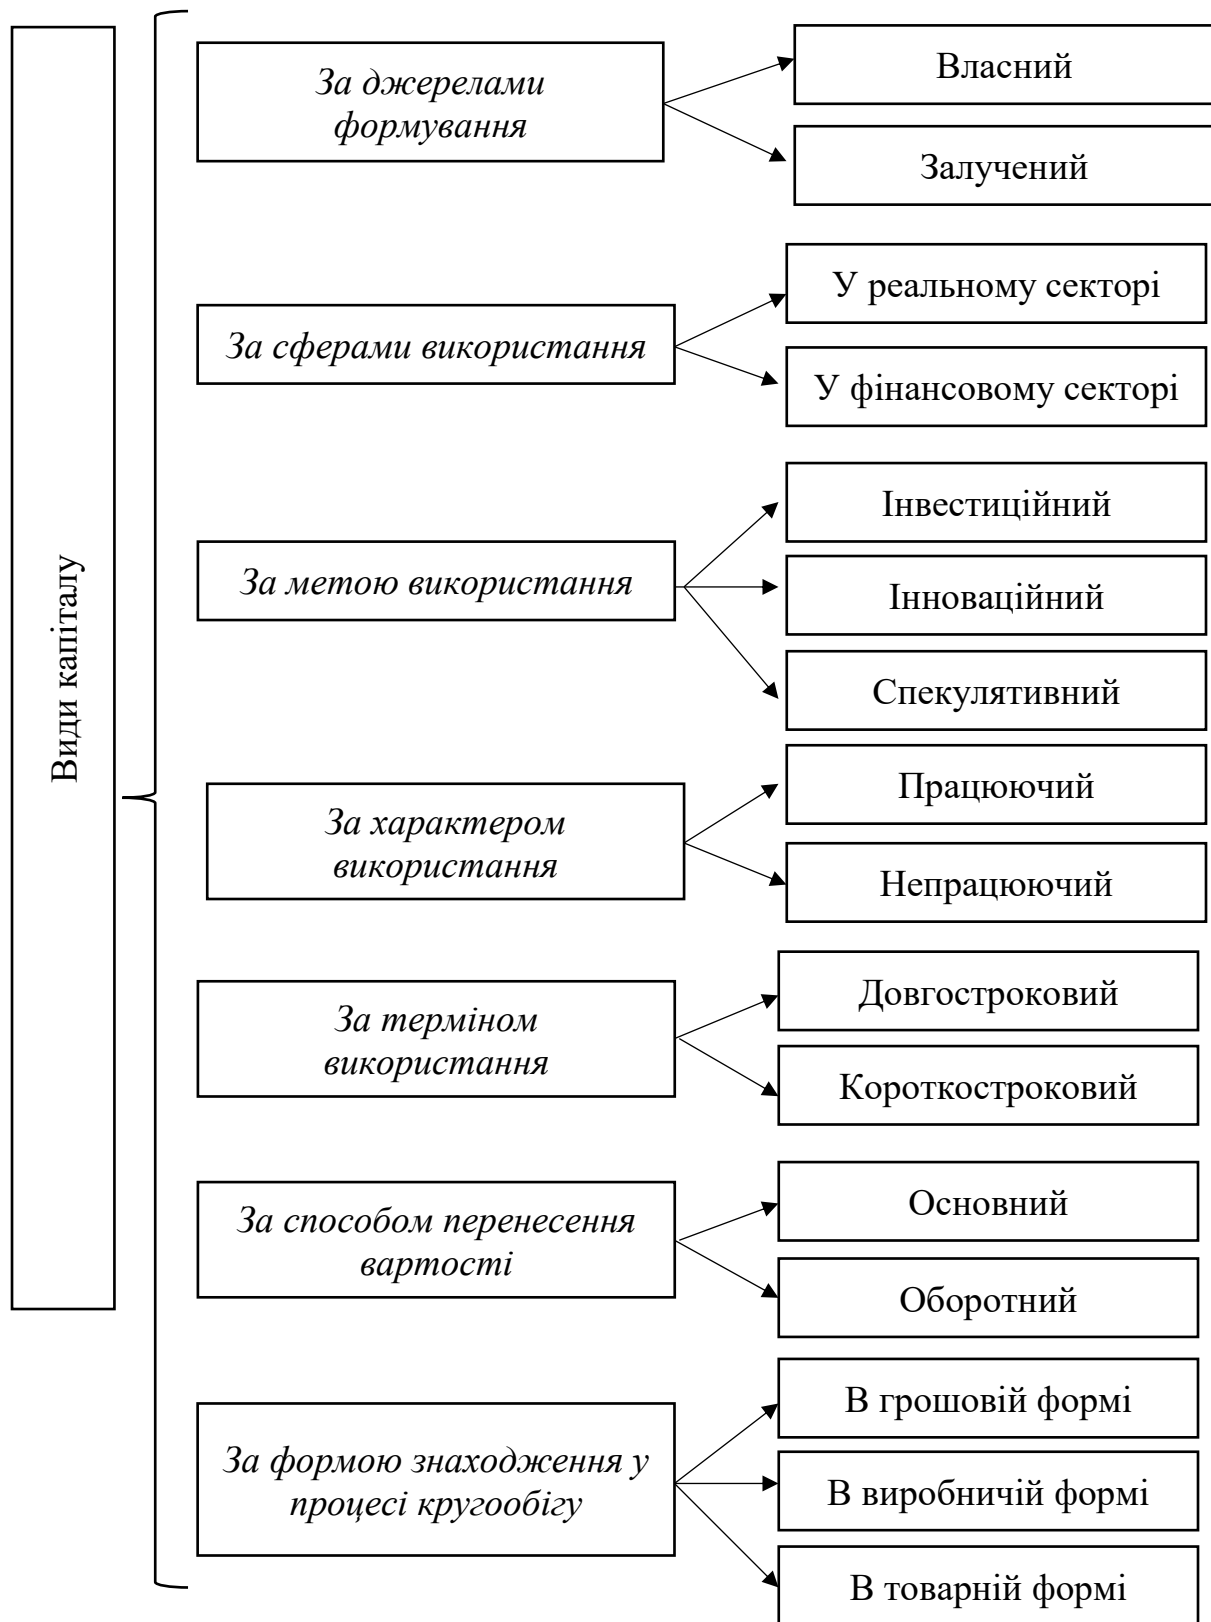 Види капіталу
За джерелами
формування
Власний
Залучений
За сферами використання
У реальному секторі
У фінансовому секторі
За метою використання
Інвестиційний
Інноваційний
Спекулятивний
За характером
використання
Працюючий
Непрацюючий
За терміном
використання
Довгостроковий
Короткостроковий
За способом перенесення
вартості
Основний
Оборотний
За формою знаходження у
процесі кругообігу
В грошовій формі
В виробничій формі
В товарній формі